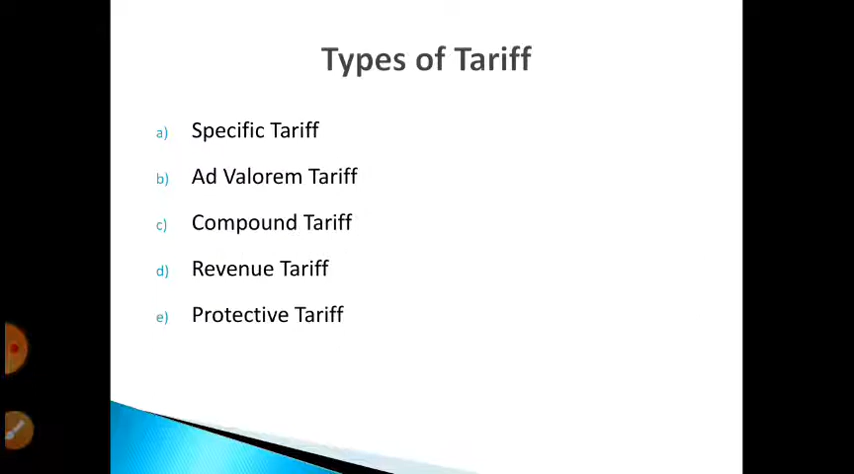 Types of Tariff
a) Specific Tariff
b) Ad Valorem Tariff
c) Compound Tariff
d) Revenue Tariff
e) Protective Tariff